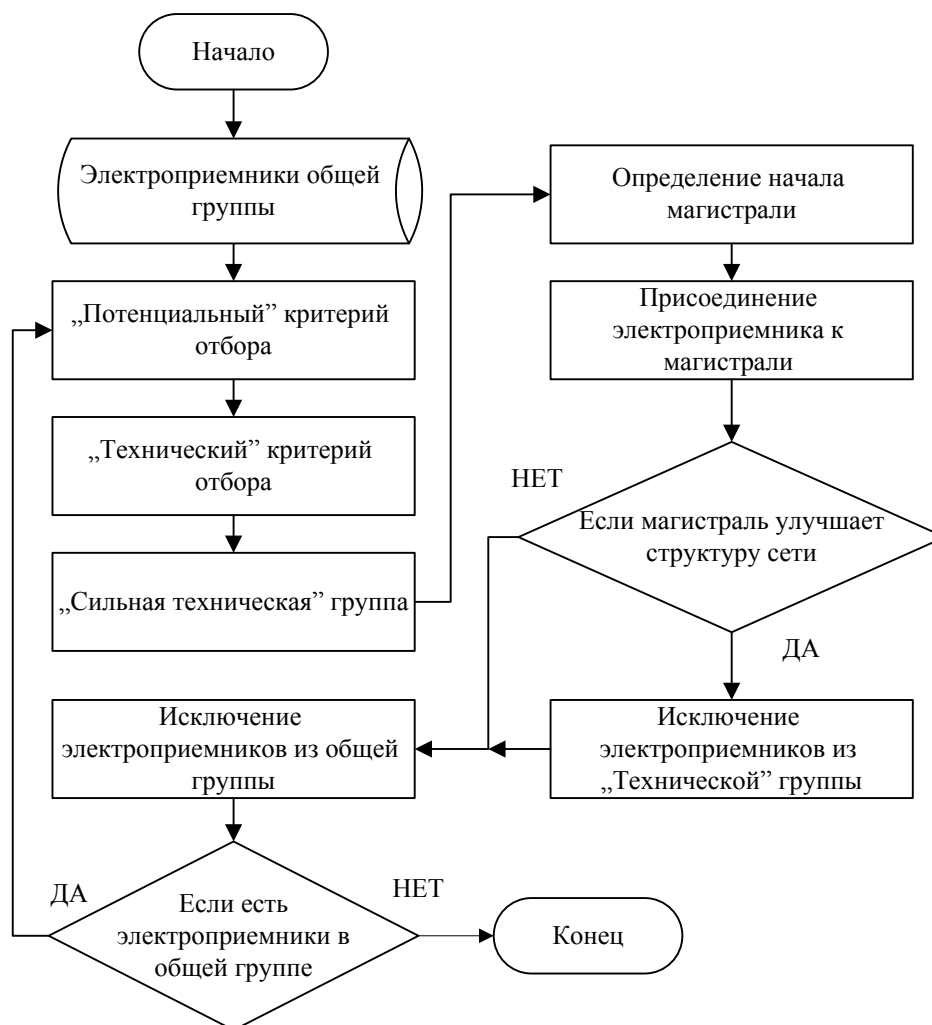 Начало
Электроприемники общей
группы
„Потенциальный” критерий
отбора
„Технический” критерий
отбора
„Сильная техническая” группа
Определение начала
магистрали
Присоединение
электроприемника к
магистрали
НЕТ
Если магистраль улучшает
структуру сети
ДА
Исключение
электроприемников из
„Технической” группы
Исключение
электроприемников из общей
группы
ДА
Если есть
электроприемники в
общей группе
НЕТ
Конец